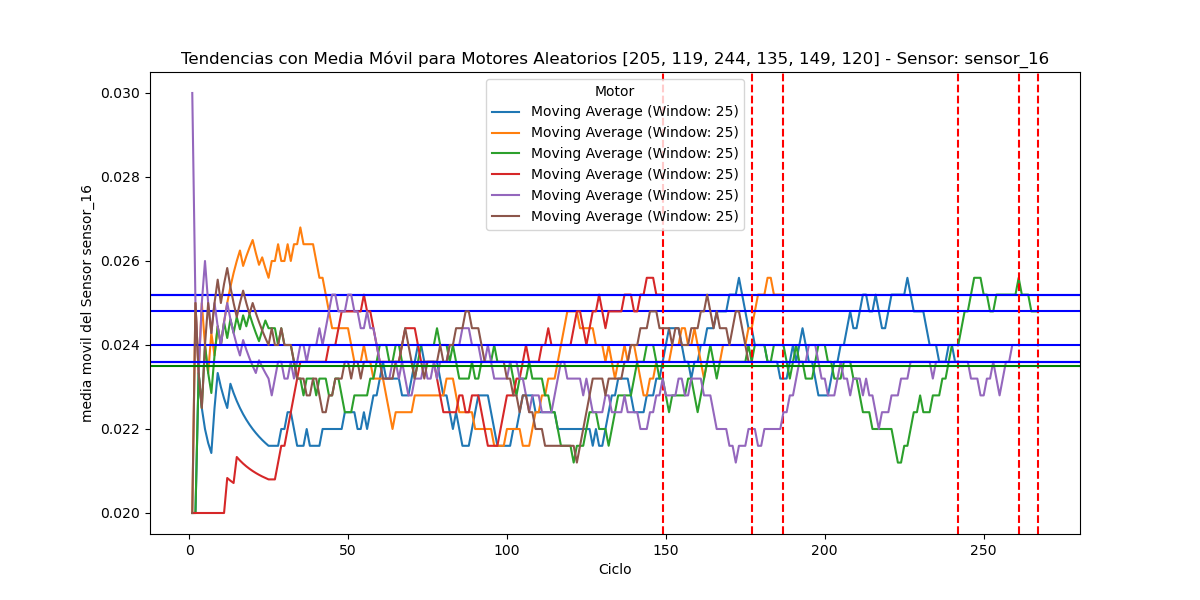 Tendencias con Media Móvil para Motores Aleatorios [205, 119, 244, 135, 149, 120] - Sensor: sensor_16
media movil del Sensor sensor_16
0.030
0.028
0.026
0.024
0.022
0.020
Motor
Moving Average (Window: 25)
Moving Average (Window: 25)
Moving Average (Window: 25)
Moving Average (Window: 25)
Moving Average (Window: 25)
Moving Average (Window: 25)
0
50
100
150
200
250
Ciclo